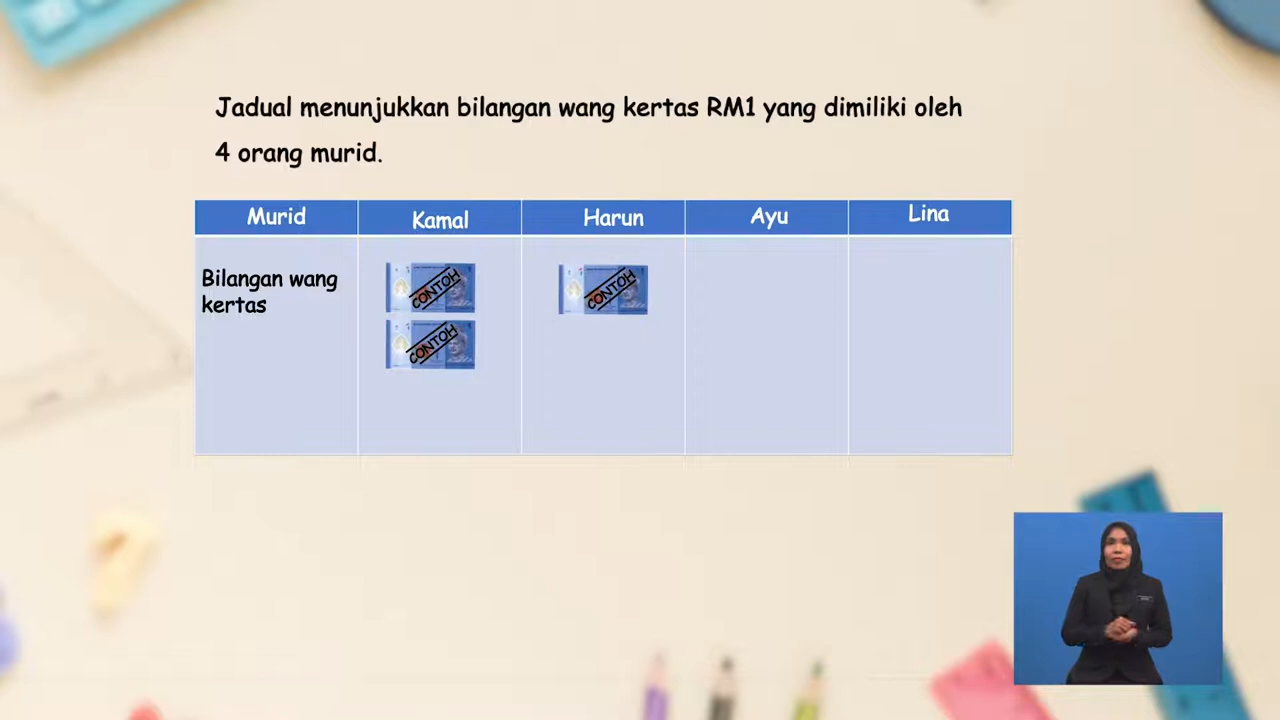 Jadual menunjukkan bilangan wang kertas RM1 yang dimiliki oleh
4 orang murid.
Murid Kamal Harun Ayu Lina
Bilangan wang
kertas
CONTOH CONTOH
CONTOH